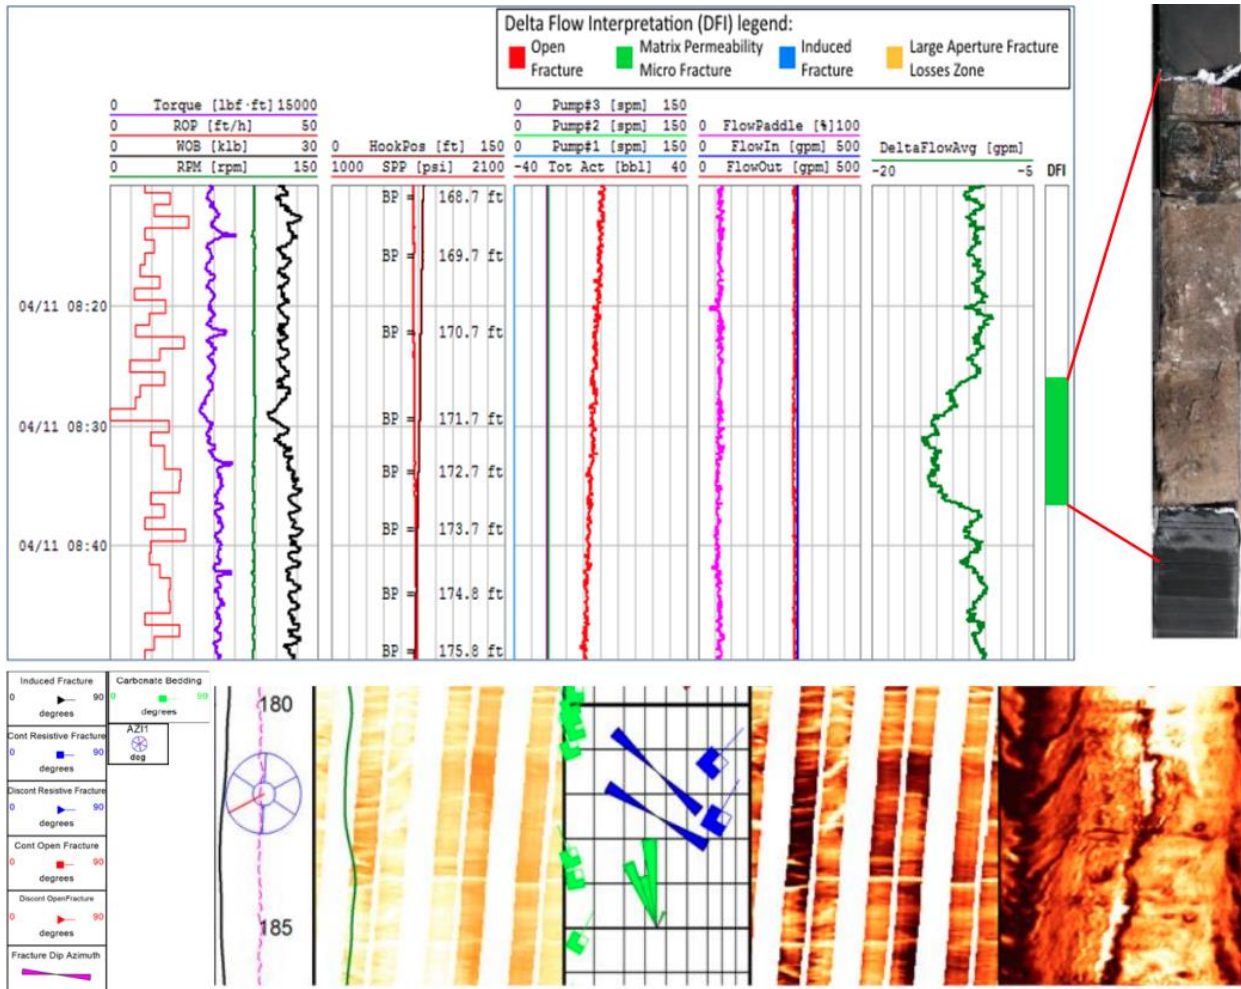 Delta Flow Interpretation (DFI) legend:
Open Fracture
Matrix Permeability Micro Fracture
Induced Fracture
Large Aperture Fracture Losses Zone
0 Torque [lbf·ft] 15000
0 ROP [ft/h] 50
0 WOB [klb] 30
0 RPM [rpm] 150
0 HookPos [ft] 150
1000 SPP [psi] 2100
0 Pump#3 [spm] 150
0 Pump#2 [spm] 150
0 Pump#1 [spm] 150
-40 Tot Act [bbl] 40
0 FlowPaddle [%] 100
0 FlowIn [gpm] 500
0 FlowOut [gpm] 500
DeltaFlowAvg [gpm]
-20 -5
DFI
BP = 168.7 ft
BP = 169.7 ft
04/11 08:20
BP = 170.7 ft
04/11 08:30
BP = 171.7 ft
BP = 172.7 ft
BP = 173.7 ft
04/11 08:40
BP = 174.8 ft
BP = 175.8 ft
Induced Fracture
0 90
degrees
Cont Resistive Fracture
0 90
degrees
Discont Resistive Fracture
0 90
degrees
Cont Open Fracture
0 90
degrees
Discont OpenFracture
0 90
degrees
Fracture Dip Azimuth
Carbonate Bedding
0 90
degrees
AZI1
deg
180
185